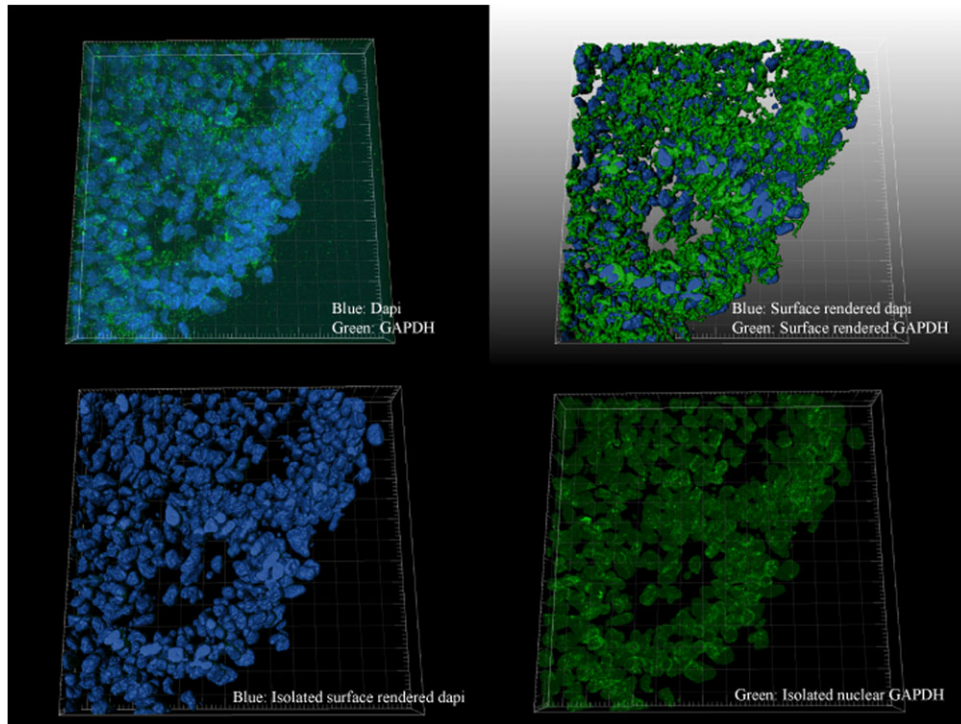 Blue: Dapi
Green: GAPDH
Blue: Surface rendered dapi
Green: Surface rendered GAPDH
Blue: Isolated surface rendered dapi
Green: Isolated nuclear GAPDH